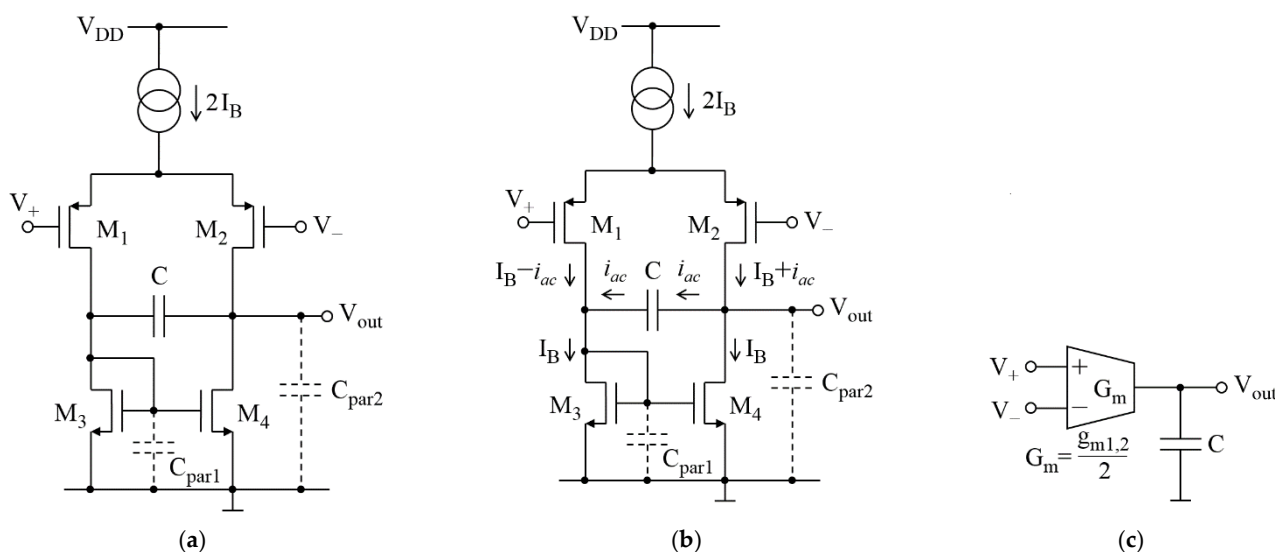 V_DD
2I_B
V_+
M_1
M_2
V_–
C
V_out
M_3
M_4
C_par1
C_par2
(a)
V_DD
2I_B
V_+
M_1
M_2
V_–
I_B–i_ac
i_ac
C
i_ac
I_B+i_ac
V_out
I_B
I_B
M_3
M_4
C_par1
C_par2
(b)
V_+
+
V_–
–
G_m
V_out
G_m=g_m1,2/2
C
(c)